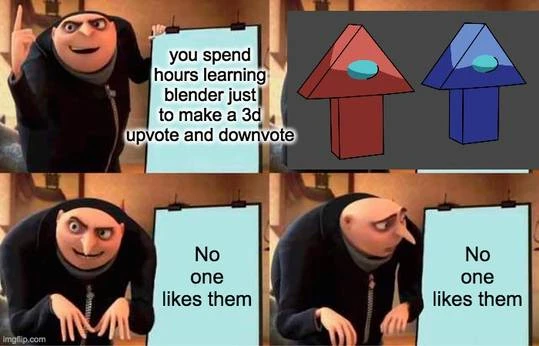 you spend
hours learning
blender just
to make a 3d
upvote and downvote
No
one
likes them
No
one
likes them
imgflip.com